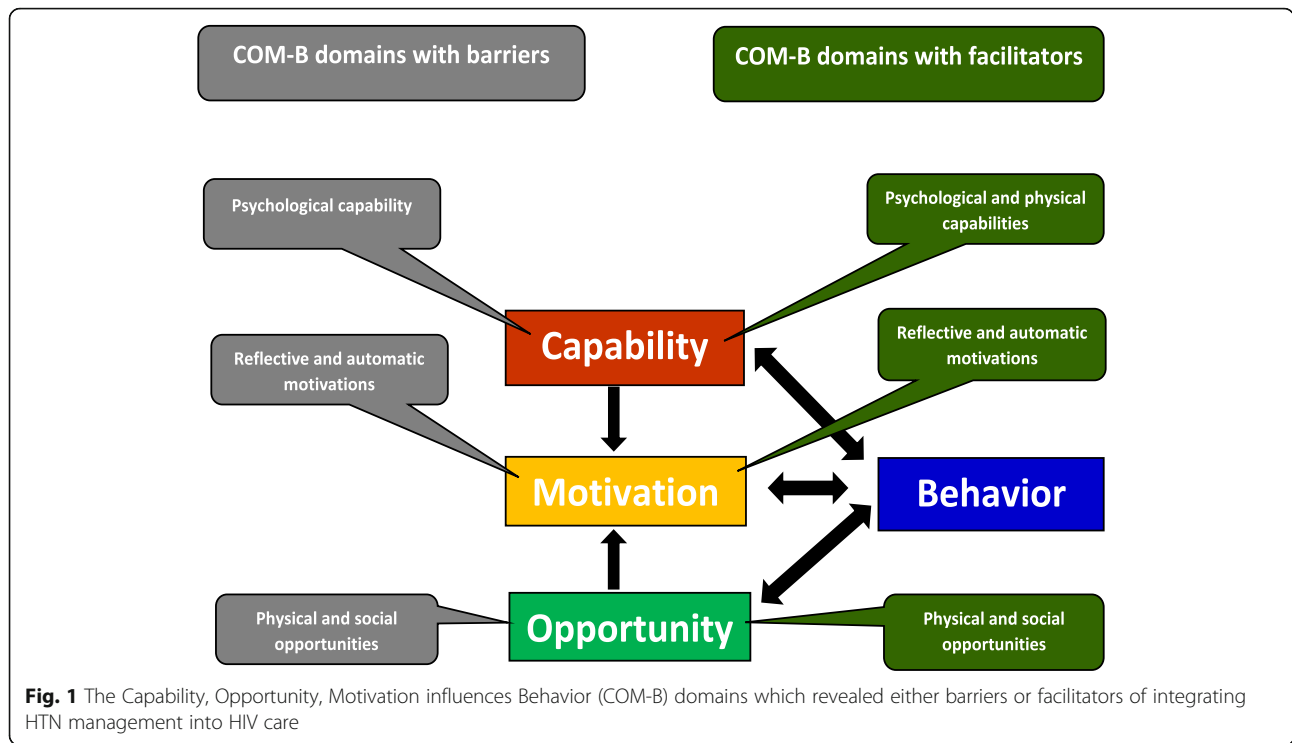 COM-B domains with barriers
COM-B domains with facilitators
Psychological capability
Psychological and physical
capabilities
Capability
Reflective and automatic
motivations
Reflective and automatic
motivations
Motivation
Behavior
Physical and social
opportunities
Opportunity
Physical and social
opportunities
Fig. 1 The Capability, Opportunity, Motivation influences Behavior (COM-B) domains which revealed either barriers or facilitators of integrating
HTN management into HIV care